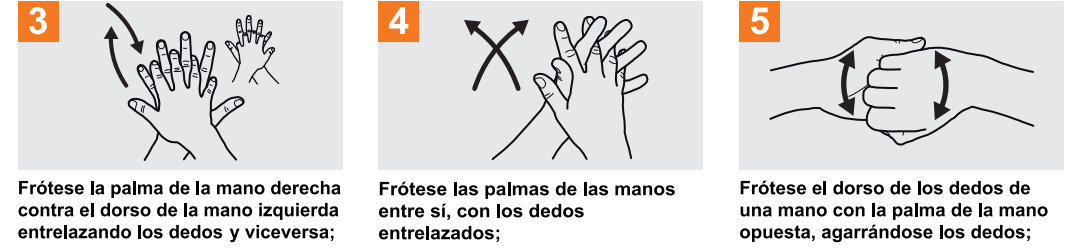 3
Frótese la palma de la mano derecha
contra el dorso de la mano izquierda
entrelazando los dedos y viceversa;
4
Frótese las palmas de las manos
entre sí, con los dedos
entrelazados;
5
Frótese el dorso de los dedos de
una mano con la palma de la mano
opuesta, agarrándose los dedos;